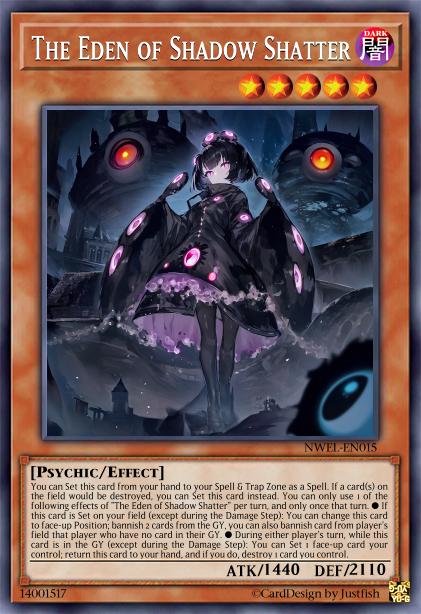 The Eden of Shadow Shatter
DARK
闇
NWEL-EN015
[Psychic/Effect]
You can Set this card from your hand to your Spell & Trap Zone as a Spell. If a card(s) on
the field would be destroyed, you can Set this card instead. You can only use 1 of the
following effects of "The Eden of Shadow Shatter" per turn, and only once that turn. ● If
this card is Set on your field (except during the Damage Step): You can change this card
to face-up Position; bannish 2 cards from the GY, you can also bannish card from player's
field that player who have no card in their GY. ● During either player's turn, while this
card is in the GY (except during the Damage Step): You can Set 1 face-up card your
control; return this card to your hand, and if you do, destroy 1 card you control.
ATK/1440 DEF/2110
14001517 ©CardDesign by Justfish